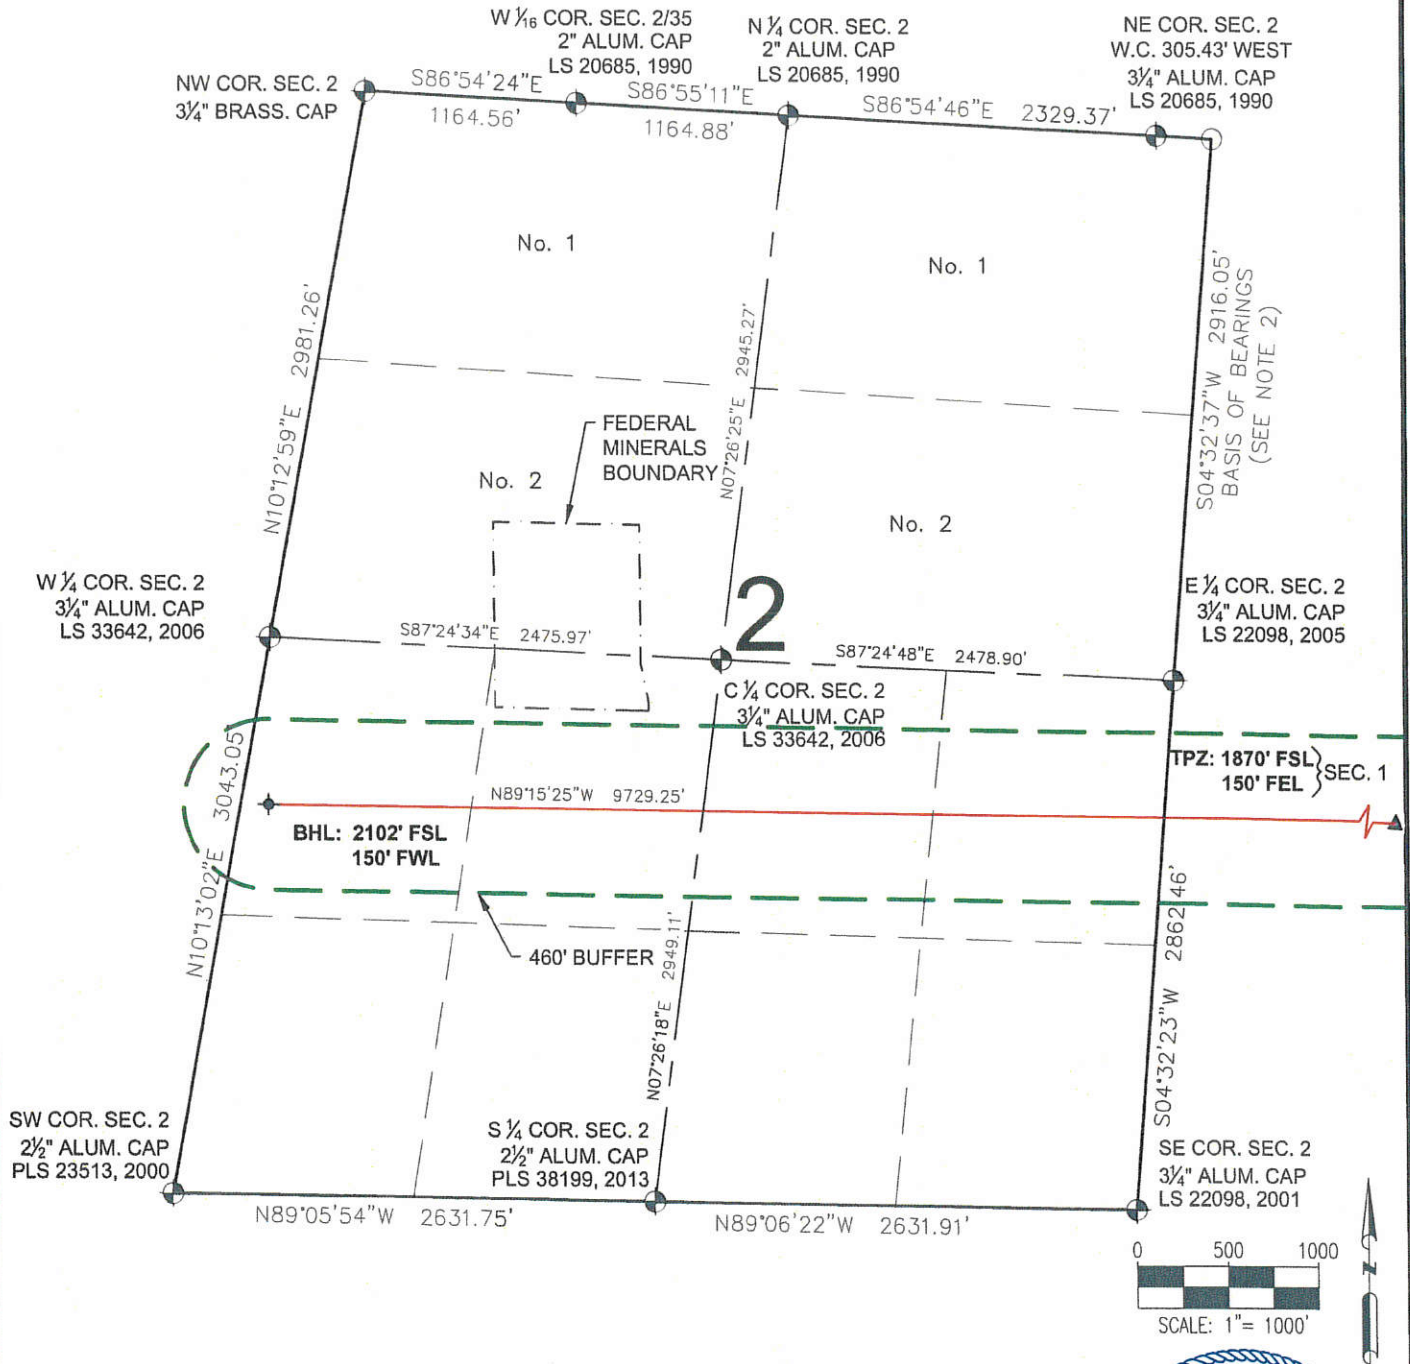 W 1/16 COR. SEC. 2/35
2" ALUM. CAP
LS 20685, 1990
N 1/4 COR. SEC. 2
2" ALUM. CAP
LS 20685, 1990
NE COR. SEC. 2
W.C. 305.43' WEST
3 1/4" ALUM. CAP
LS 20685, 1990
NW COR. SEC. 2
3 1/4" BRASS. CAP
S86°54'24"E
1164.56'
S86°55'11"E
1164.88'
S86°54'46"E 2329.37'
No. 1
No. 1
N10°12'59"E 2981.26'
N07°26'25"E 2945.27'
S04°32'37"W 2916.05'
BASIS OF BEARINGS
(SEE NOTE 2)
FEDERAL
MINERALS
BOUNDARY
No. 2
No. 2
2
W 1/4 COR. SEC. 2
3 1/4" ALUM. CAP
LS 33642, 2006
S87°24'34"E 2475.97'
S87°24'48"E 2478.90'
E 1/4 COR. SEC. 2
3 1/4" ALUM. CAP
LS 22098, 2005
C 1/4 COR. SEC. 2
3 1/4" ALUM. CAP
LS 33642, 2006
TPZ: 1870' FSL
150' FEL
SEC. 1
N89°15'25"W 9729.25'
BHL: 2102' FSL
150' FWL
N10°13'02"E 3043.05'
460' BUFFER
N07°26'18"E 2949.11'
S04°32'23"W 2862.46'
SW COR. SEC. 2
2 1/2" ALUM. CAP
PLS 23513, 2000
S 1/4 COR. SEC. 2
2 1/2" ALUM. CAP
PLS 38199, 2013
SE COR. SEC. 2
3 1/4" ALUM. CAP
LS 22098, 2001
N89°05'54"W 2631.75'
N89°06'22"W 2631.91'
0 500 1000
SCALE: 1"= 1000'
N